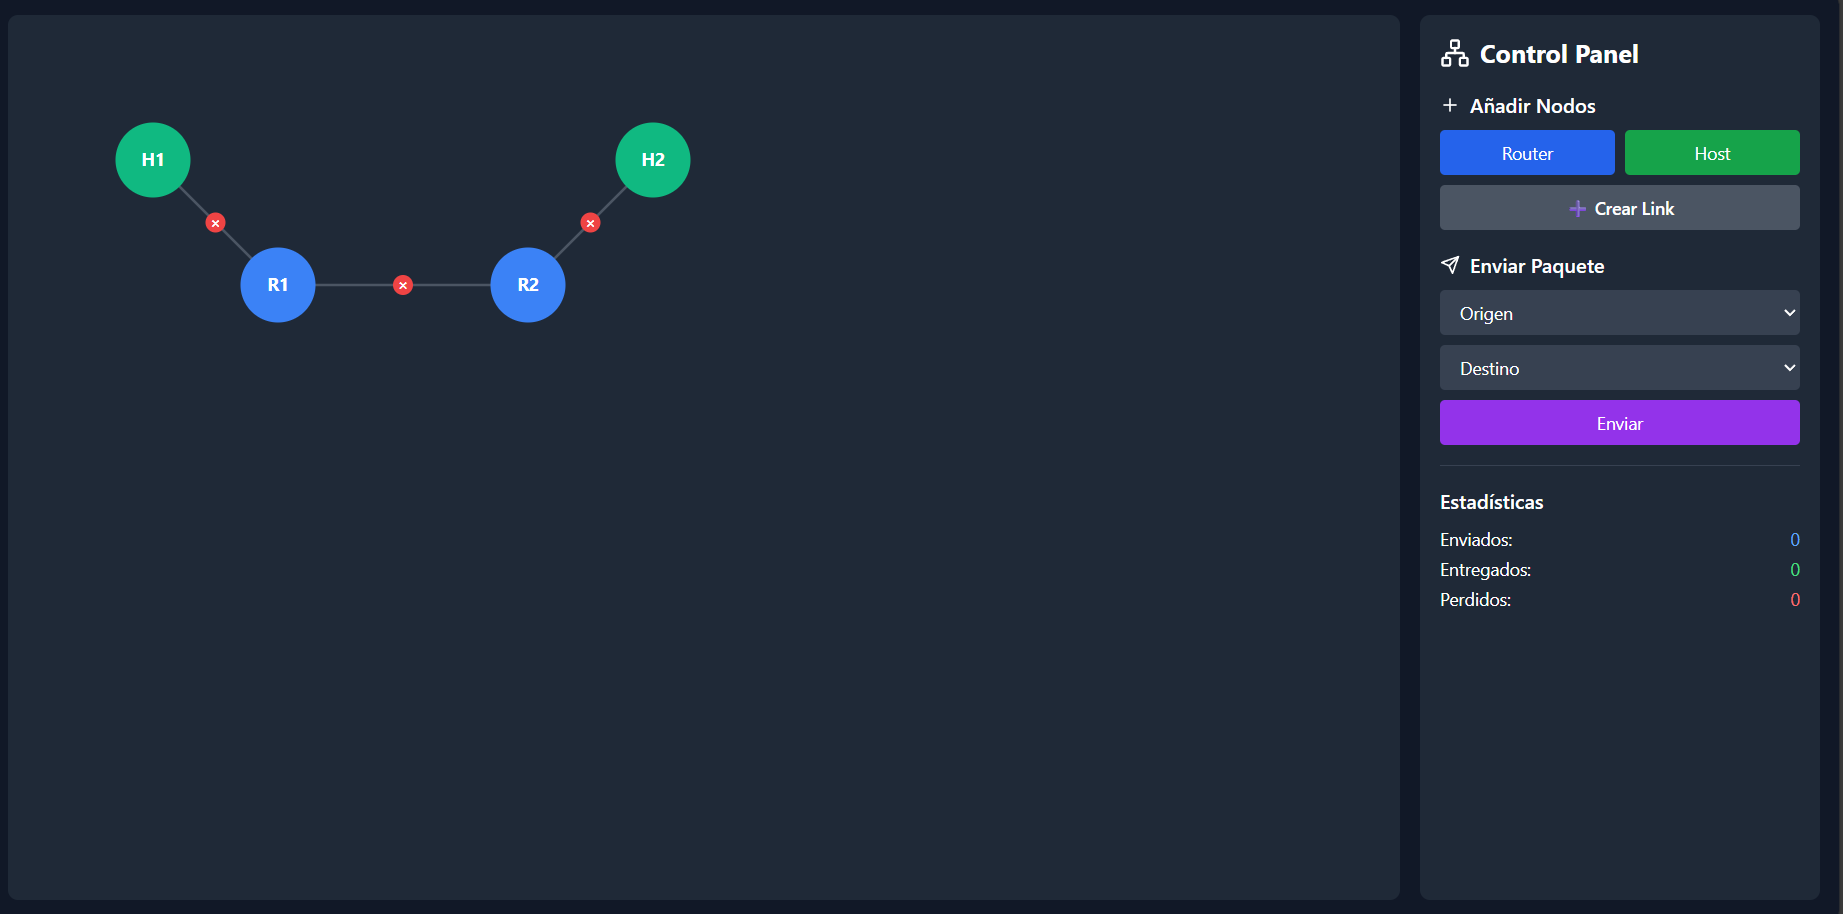 H1
H2
R1
R2
Control Panel
Añadir Nodos
Router
Host
Crear Link
Enviar Paquete
Origen
Destino
Enviar
Estadísticas
Enviados: 0
Entregados: 0
Perdidos: 0